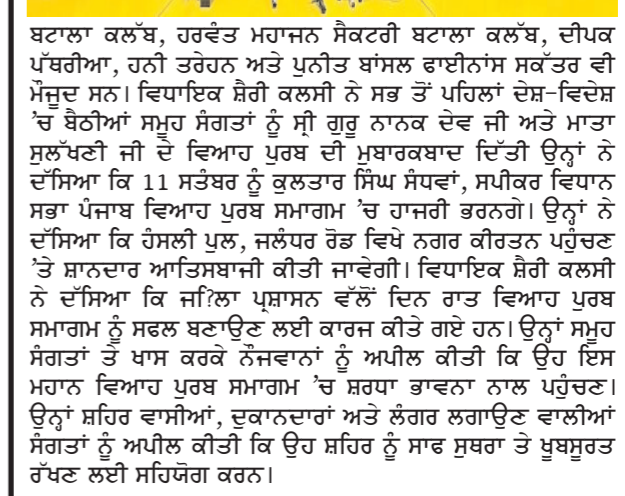 ਬਟਾਲਾ ਕਲੱਬ, ਹਰਵੰਤ ਮਹਾਜਨ ਸੈਕਟਰੀ ਬਟਾਲਾ ਕਲੱਬ, ਦੀਪਕ
ਪੱਥਰੀਆ, ਹਨੀ ਤਰੇਹਨ ਅਤੇ ਪੁਨੀਤ ਬਾਂਸਲ ਫਾਈਨਾਂਸ ਸਕੱਤਰ ਵੀ
ਮੌਜੂਦ ਸਨ। ਵਿਧਾਇਕ ਸ਼ੈਰੀ ਕਲਸੀ ਨੇ ਸਭ ਤੋਂ ਪਹਿਲਾਂ ਦੇਸ਼-ਵਿਦੇਸ਼
’ਚ ਬੈਠੀਆਂ ਸਮੂਹ ਸੰਗਤਾਂ ਨੂੰ ਸ੍ਰੀ ਗੁਰੂ ਨਾਨਕ ਦੇਵ ਜੀ ਅਤੇ ਮਾਤਾ
ਸੁਲੱਖਣੀ ਜੀ ਦੇ ਵਿਆਹ ਪੁਰਬ ਦੀ ਮੁਬਾਰਕਬਾਦ ਦਿੱਤੀ ਉਨ੍ਹਾਂ ਨੇ
ਦੱਸਿਆ ਕਿ 11 ਸਤੰਬਰ ਨੂੰ ਕੁਲਤਾਰ ਸਿੰਘ ਸੰਧਵਾਂ, ਸਪੀਕਰ ਵਿਧਾਨ
ਸਭਾ ਪੰਜਾਬ ਵਿਆਹ ਪੁਰਬ ਸਮਾਗਮ ’ਚ ਹਾਜਰੀ ਭਰਨਗੇ। ਉਨ੍ਹਾਂ ਨੇ
ਦੱਸਿਆ ਕਿ ਹੰਸਲੀ ਪੁਲ, ਜਲੰਧਰ ਰੋਡ ਵਿਖੇ ਨਗਰ ਕੀਰਤਨ ਪਹੁੰਚਣ
’ਤੇ ਸ਼ਾਨਦਾਰ ਆਤਿਸਬਾਜੀ ਕੀਤੀ ਜਾਵੇਗੀ। ਵਿਧਾਇਕ ਸ਼ੈਰੀ ਕਲਸੀ
ਨੇ ਦੱਸਿਆ ਕਿ ਜ?ਿਲਾ ਪ੍ਰਸ਼ਾਸਨ ਵੱਲੋਂ ਦਿਨ ਰਾਤ ਵਿਆਹ ਪੁਰਬ
ਸਮਾਗਮ ਨੂੰ ਸਫਲ ਬਣਾਉਣ ਲਈ ਕਾਰਜ ਕੀਤੇ ਗਏ ਹਨ। ਉਨ੍ਹਾਂ ਸਮੂਹ
ਸੰਗਤਾਂ ਤੇ ਖਾਸ ਕਰਕੇ ਨੌਜਵਾਨਾਂ ਨੂੰ ਅਪੀਲ ਕੀਤੀ ਕਿ ਉਹ ਇਸ
ਮਹਾਨ ਵਿਆਹ ਪੁਰਬ ਸਮਾਗਮ ’ਚ ਸ਼ਰਧਾ ਭਾਵਨਾ ਨਾਲ ਪਹੁੰਚਣ।
ਉਨ੍ਹਾਂ ਸ਼ਹਿਰ ਵਾਸੀਆਂ, ਦੁਕਾਨਦਾਰਾਂ ਅਤੇ ਲੰਗਰ ਲਗਾਉਣ ਵਾਲੀਆਂ
ਸੰਗਤਾਂ ਨੂੰ ਅਪੀਲ ਕੀਤੀ ਕਿ ਉਹ ਸ਼ਹਿਰ ਨੂੰ ਸਾਫ ਸੁਥਰਾ ਤੇ ਖੂਬਸੂਰਤ
ਰੱਖਣ ਲਈ ਸਹਿਯੋਗ ਕਰਨ।